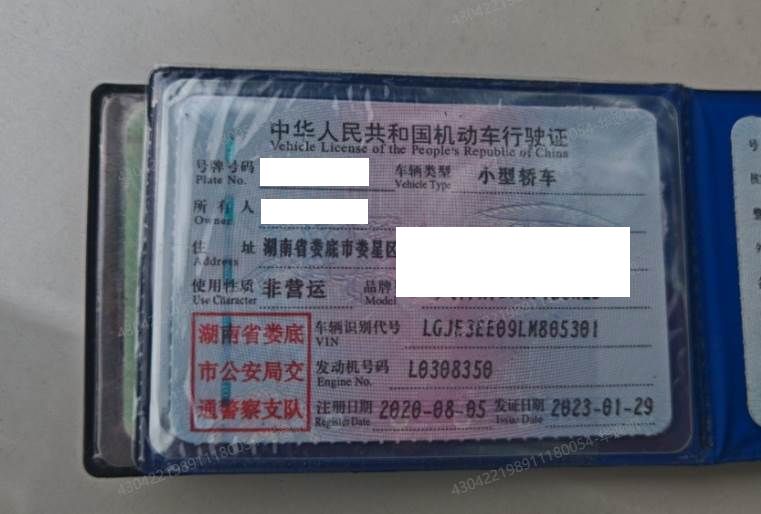 中华人民共和国机动车行驶证
Vehicle License of the People's Republic of China
号牌号码 车辆类型 小型轿车
Plate No. Vehicle Type
所有人
Owner
住址 湖南省娄底市娄星区
Address
使用性质 非营运 品牌
Use Character Model
湖南省娄底
市公安局交
通警察支队
车辆识别代号 LGJE3EE09LM805301
VIN
发动机号码 L0308350
Engine No.
注册日期 2020-08-05 发证日期 2023-01-29
Register Date Issue Date